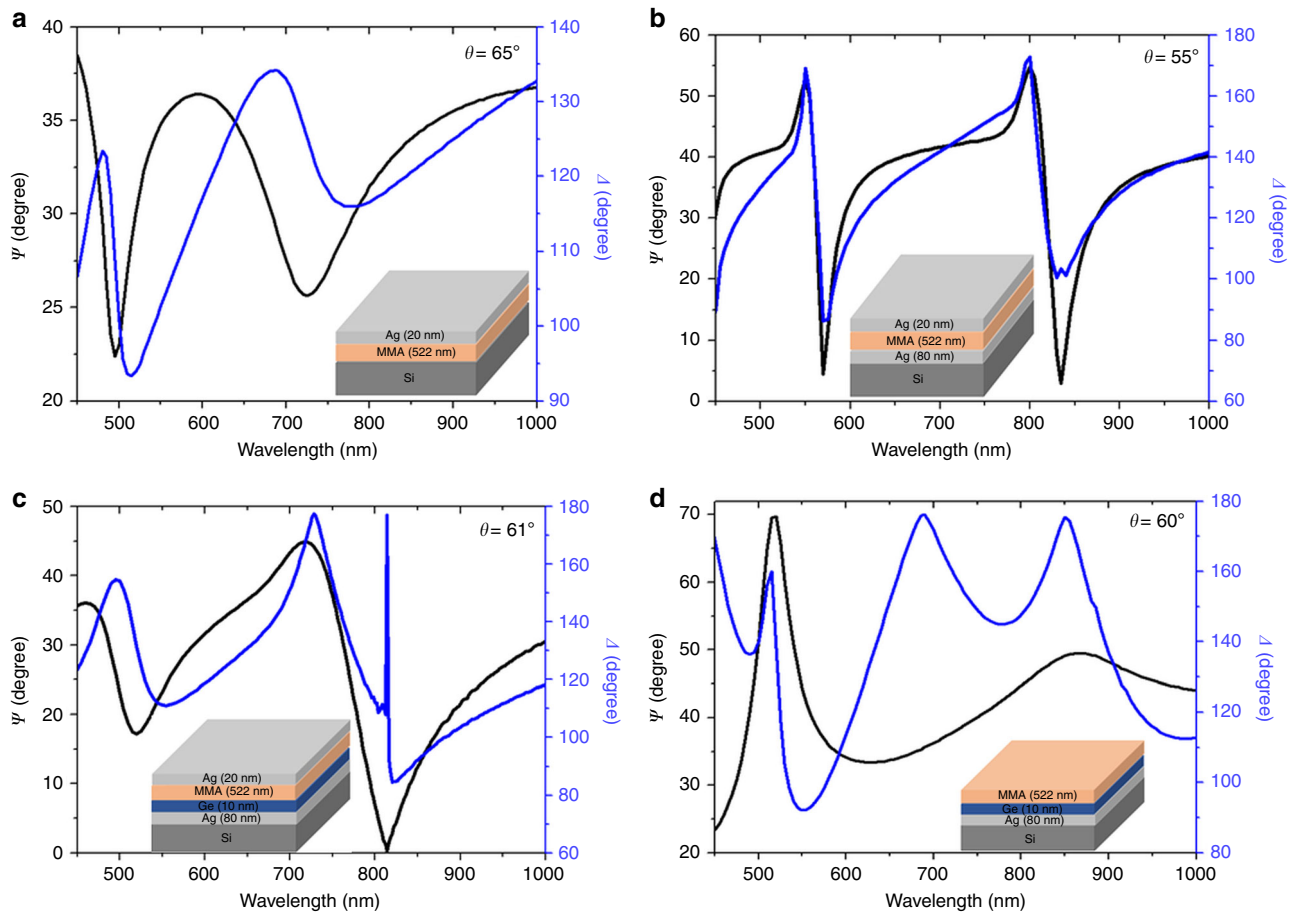 a
40
35
30
25
20
Ψ (degree)
140
130
120
110
100
90
Δ (degree)
θ = 65°
Ag (20 nm)
MMA (522 nm)
Si
500 600 700 800 900 1000
Wavelength (nm)
b
60
50
40
30
20
10
0
Ψ (degree)
180
160
140
120
100
80
60
Δ (degree)
θ = 55°
Ag (20 nm)
MMA (522 nm)
Ag (80 nm)
Si
500 600 700 800 900 1000
Wavelength (nm)
c
50
40
30
20
10
0
Ψ (degree)
180
160
140
120
100
80
60
Δ (degree)
θ = 61°
Ag (20 nm)
MMA (522 nm)
Ge (10 nm)
Ag (80 nm)
Si
500 600 700 800 900 1000
Wavelength (nm)
d
70
60
50
40
30
20
Ψ (degree)
180
160
140
120
100
80
Δ (degree)
θ = 60°
MMA (522 nm)
Ge (10 nm)
Ag (80 nm)
Si
500 600 700 800 900 1000
Wavelength (nm)